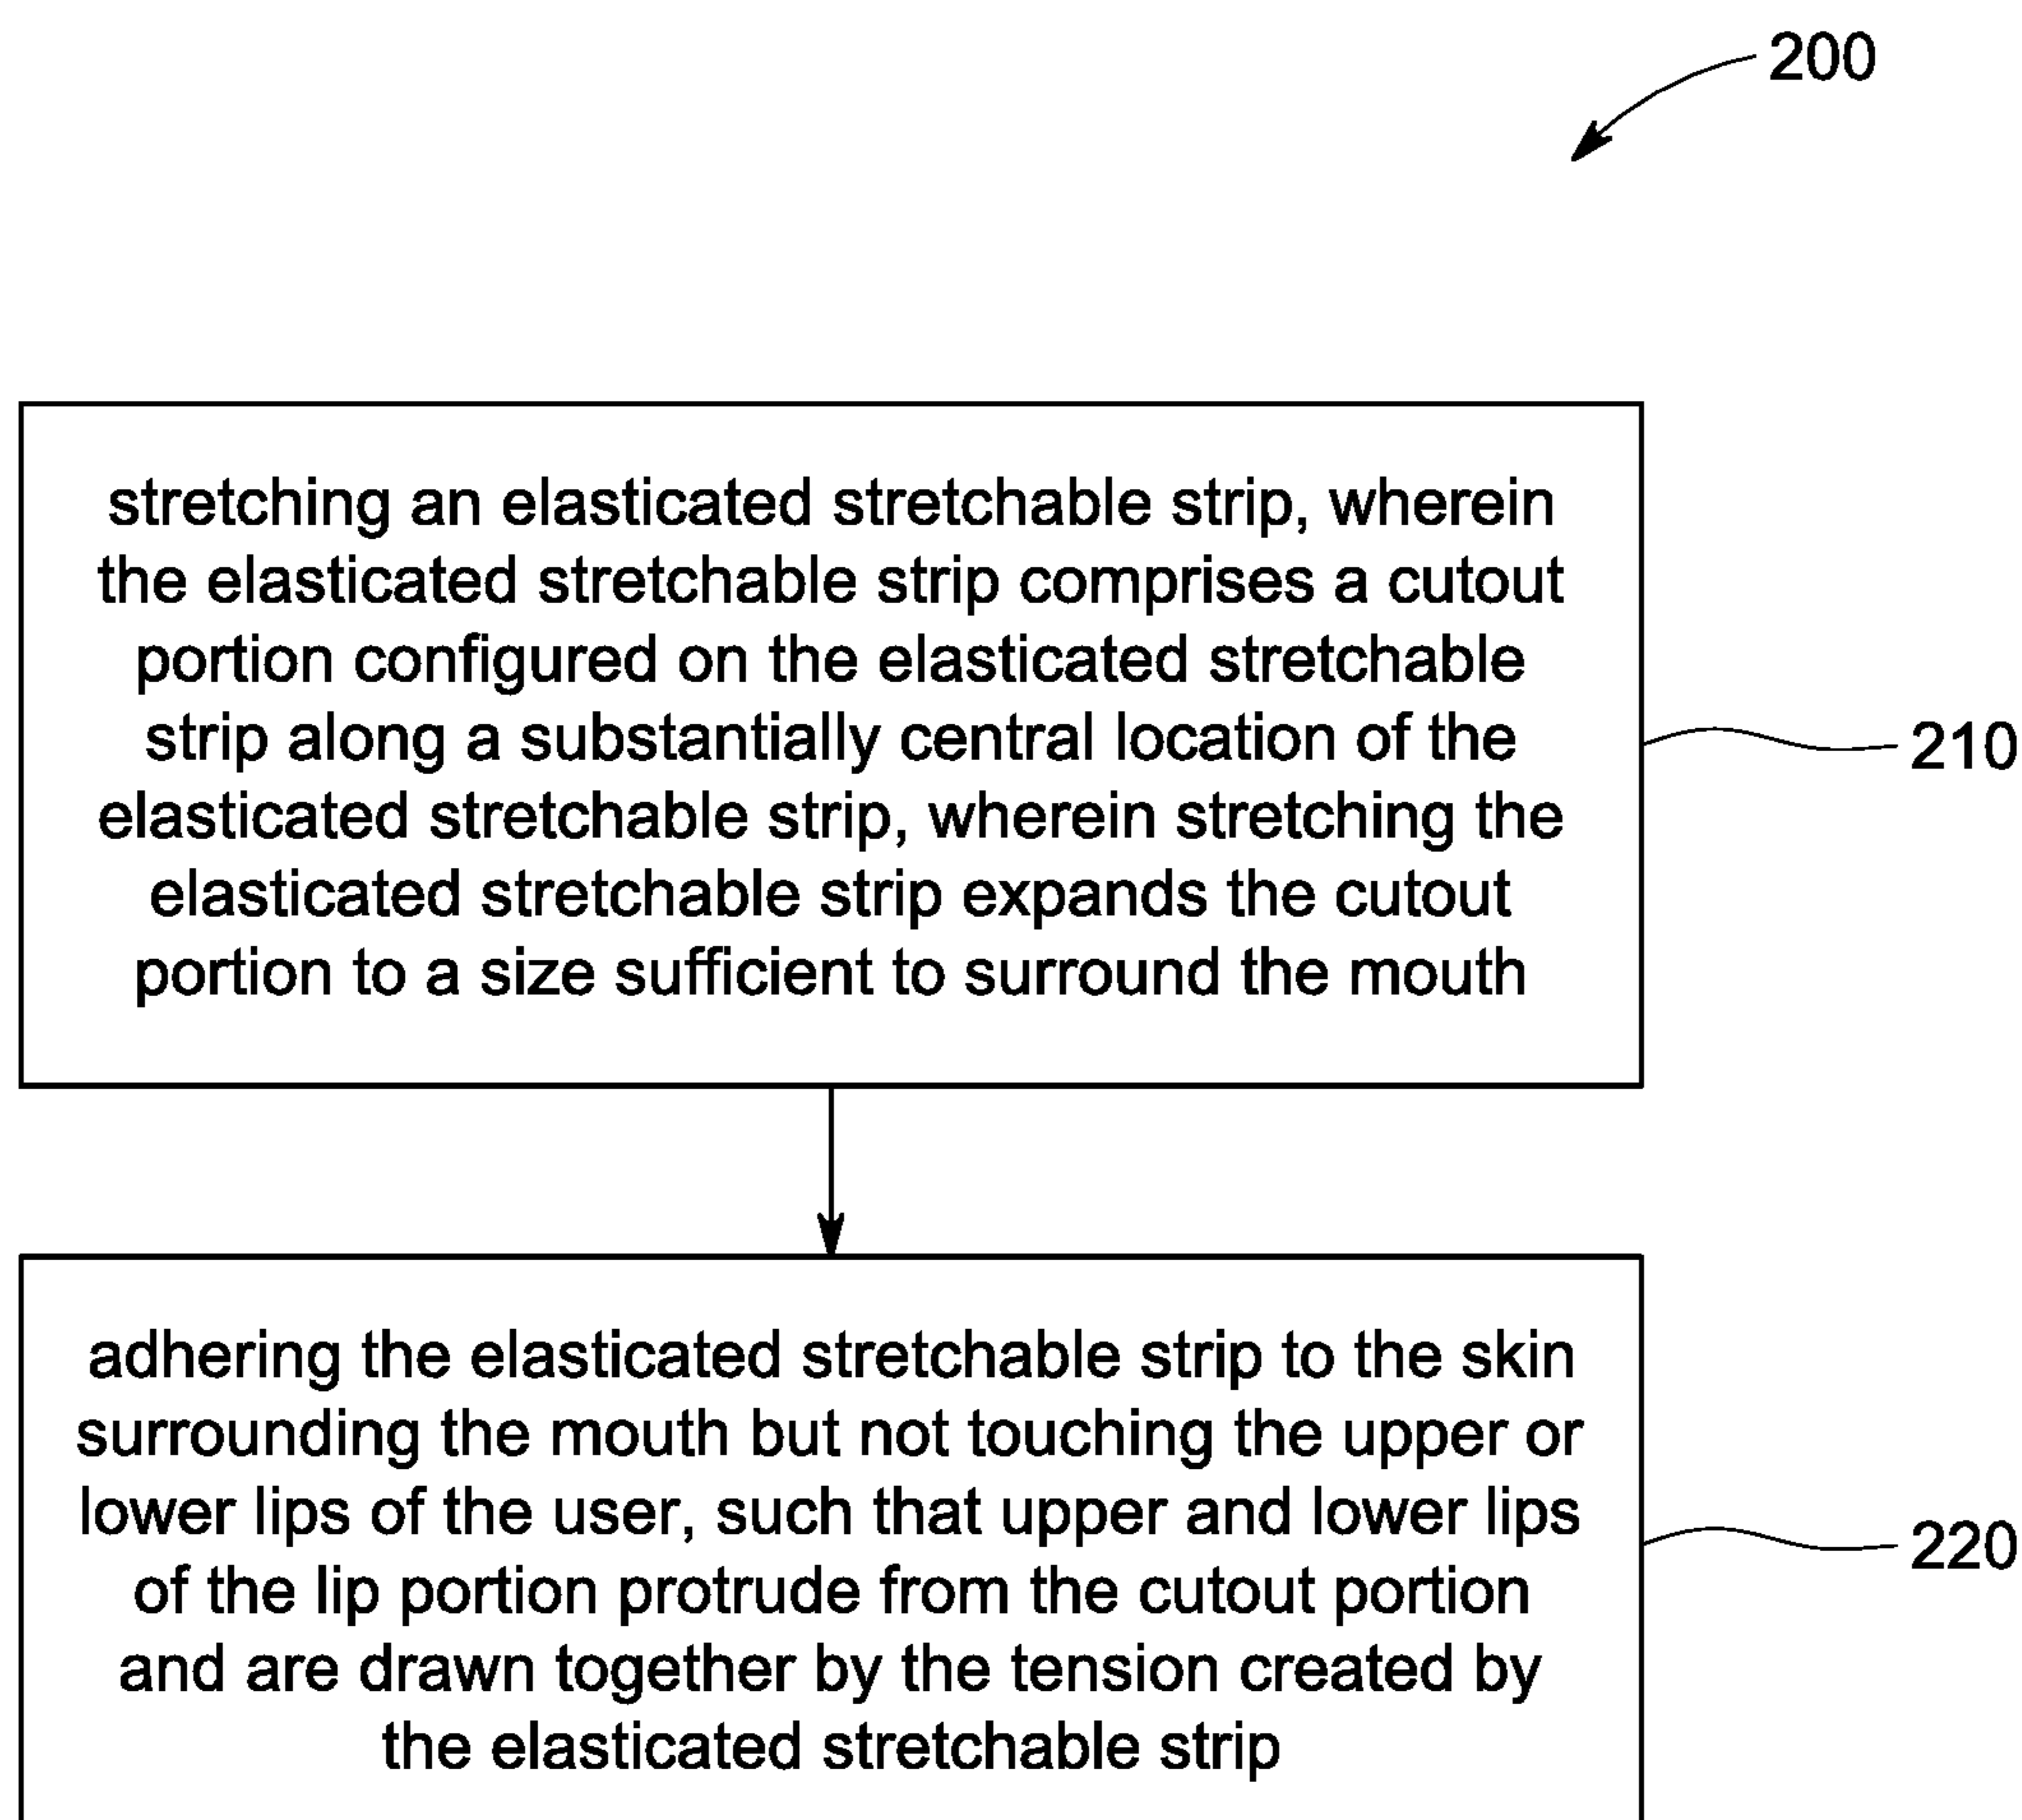 200
stretching an elasticated stretchable strip, wherein
the elasticated stretchable strip comprises a cutout
portion configured on the elasticated stretchable
strip along a substantially central location of the
elasticated stretchable strip, wherein stretching the
elasticated stretchable strip expands the cutout
portion to a size sufficient to surround the mouth
210
adhering the elasticated stretchable strip to the skin
surrounding the mouth but not touching the upper or
lower lips of the user, such that upper and lower lips
of the lip portion protrude from the cutout portion
and are drawn together by the tension created by
the elasticated stretchable strip
220